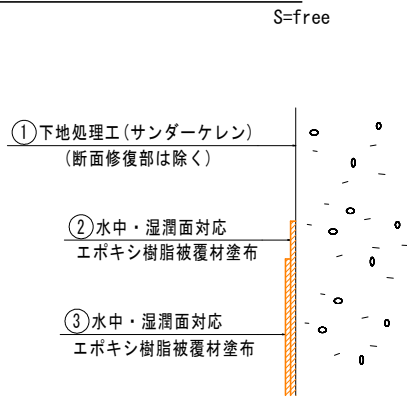 S=free
①下地処理工(サンダーケレン)
(断面修復部は除く)
②水中・湿潤面対応
エポキシ樹脂被覆材塗布
③水中・湿潤面対応
エポキシ樹脂被覆材塗布